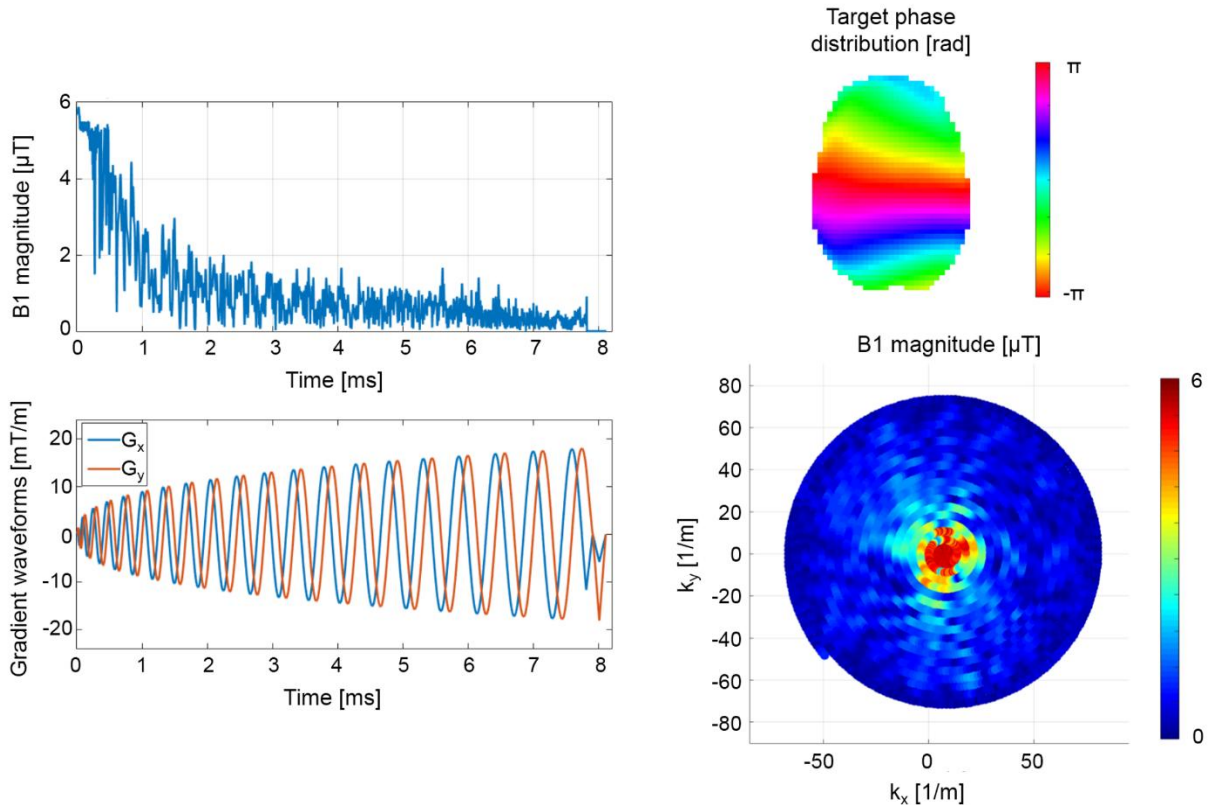 Target phase
distribution [rad]
π
-π
B1 magnitude [µT]
6
4
2
0
0 1 2 3 4 5 6 7 8
Time [ms]
Gradient waveforms [mT/m]
20
10
0
-10
-20
Gx
Gy
0 1 2 3 4 5 6 7 8
Time [ms]
B1 magnitude [µT]
ky [1/m]
80
60
40
20
0
-20
-40
-60
-80
-50 0 50
kx [1/m]
6
0